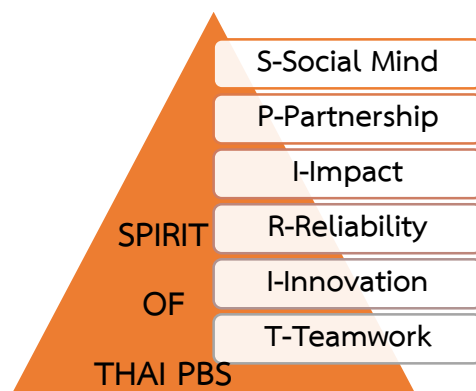 S-Social Mind
P-Partnership
I-Impact
R-Reliability
I-Innovation
T-Teamwork
SPIRIT
OF
THAI PBS